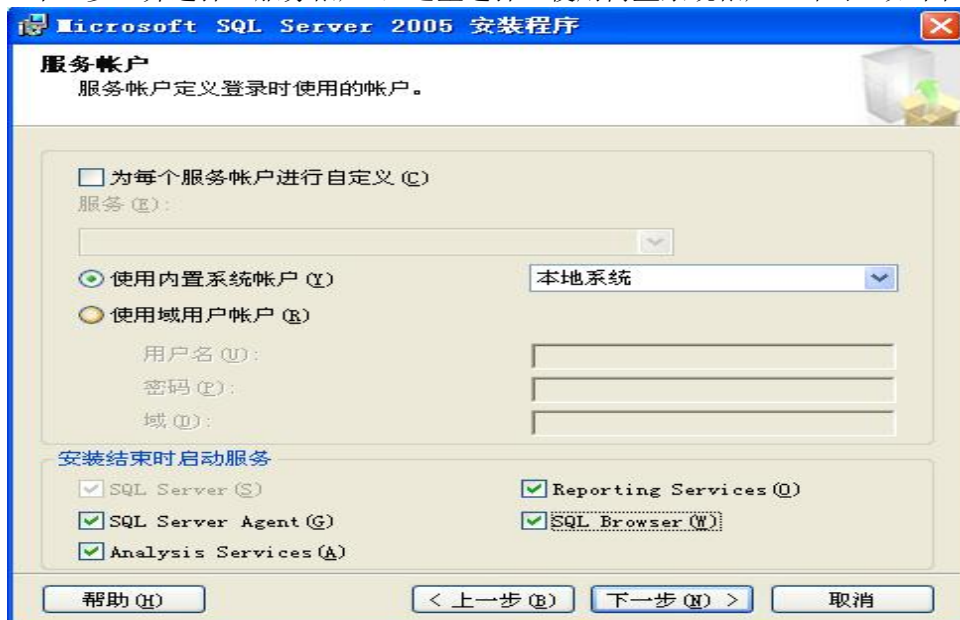 Microsoft SQL Server 2005 安装程序
服务帐户
服务帐户定义登录时使用的帐户。
为每个服务帐户进行自定义(C)
服务(E):
使用内置系统帐户(Y) 本地系统
使用域用户帐户(R)
用户名(U):
密码(P):
域(D):
安装结束时启动服务
SQL Server(S) Reporting Services(O)
SQL Server Agent(G) SQL Browser(W)
Analysis Services(A)
帮助(H) < 上一步(B) 下一步(N) > 取消